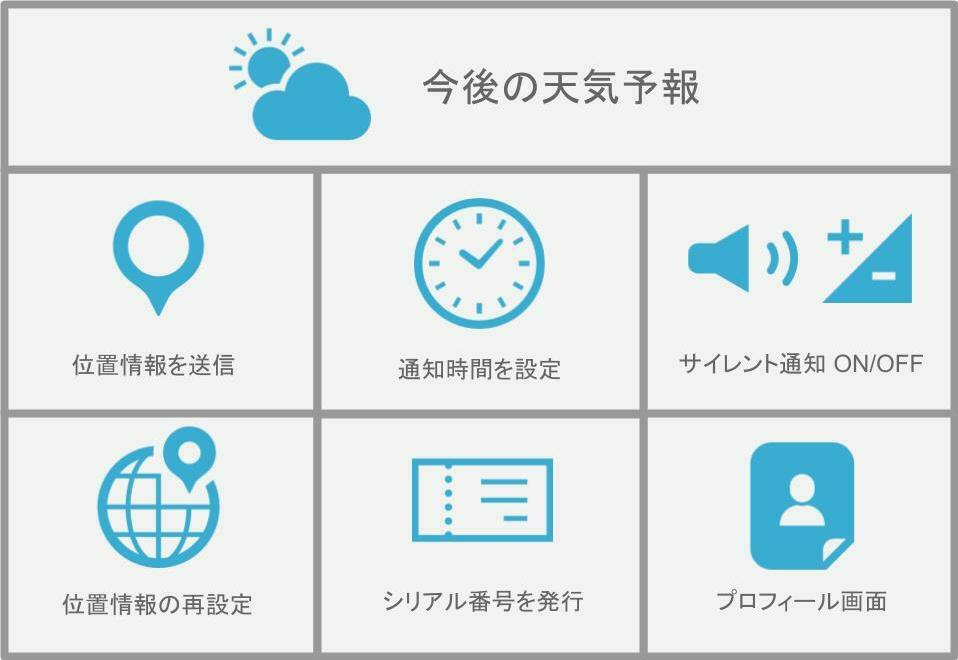 今後の天気予報
位置情報を送信
通知時間を設定
サイレント通知 ON/OFF
位置情報の再設定
シリアル番号を発行
プロフィール画面